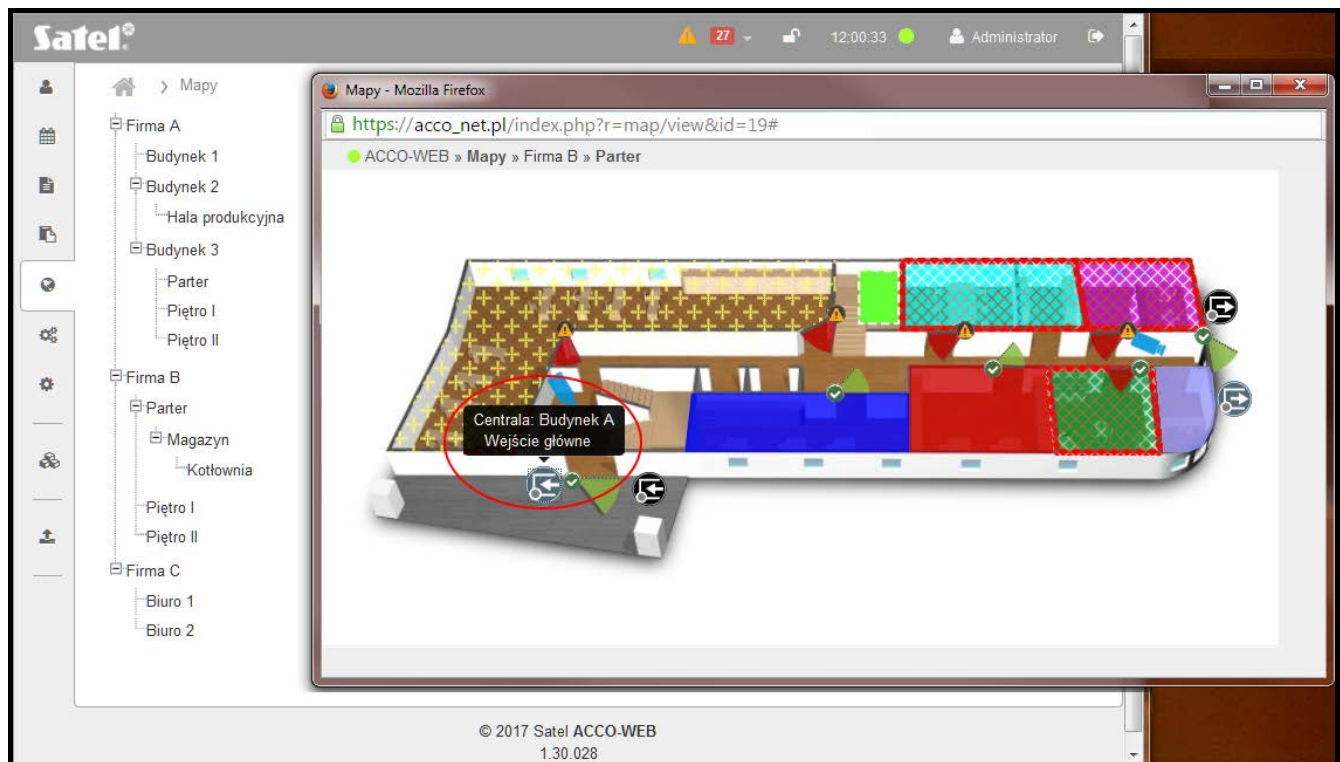 Satel®
27
12:00:33
Administrator
Mapy
Firma A
Budynek 1
Budynek 2
Hala produkcyjna
Budynek 3
Parter
Piętro I
Piętro II
Firma B
Parter
Magazyn
Kotłownia
Piętro I
Piętro II
Firma C
Biuro 1
Biuro 2
Mapy - Mozilla Firefox
https://acco_net.pl/index.php?r=map/view&id=19#
ACCO-WEB » Mapy » Firma B » Parter
Centrala: Budynek A
Wejście główne
© 2017 Satel ACCO-WEB
1.30.028